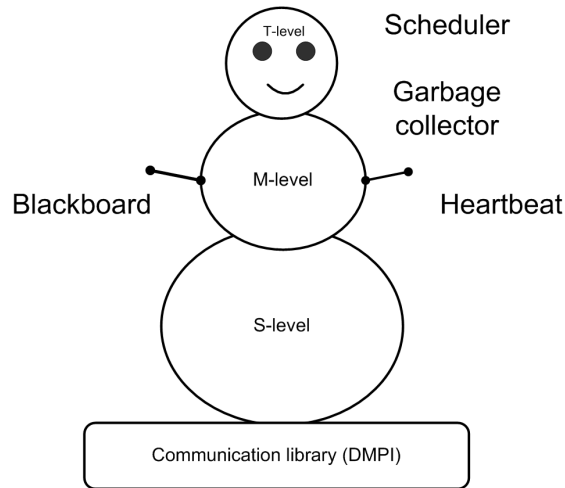 T-level
Scheduler
Garbage
collector
M-level
Blackboard
Heartbeat
S-level
Communication library (DMPI)